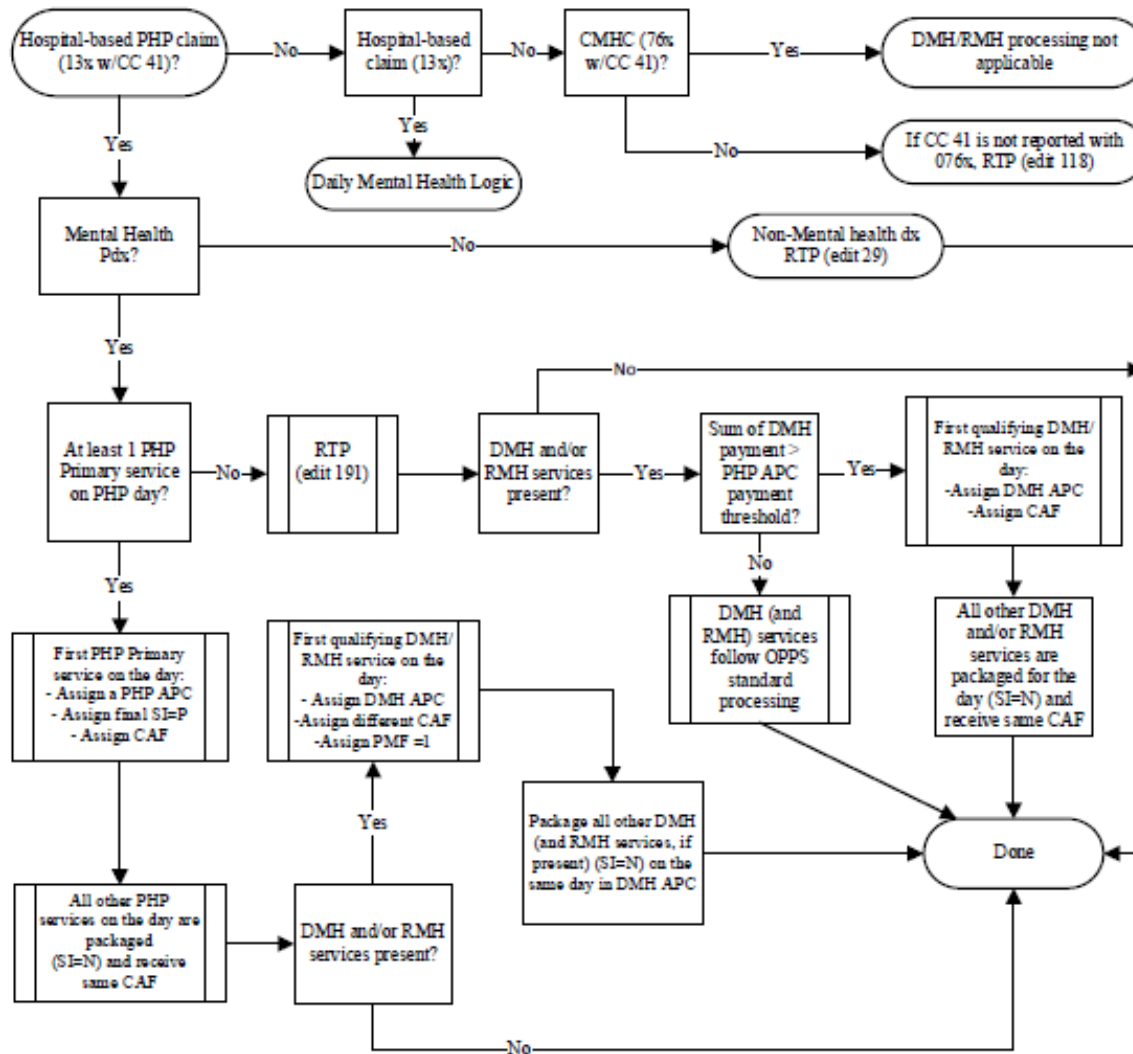 Hospital-based PHP claim
(13x w/CC 41)?
No
Hospital-based
claim (13x)?
No
CMHC (76x
w/CC 41)?
Yes
DMH/RMH processing not
applicable
Yes
Yes
No
If CC 41 is not reported with
076x, RTP (edit 118)
Daily Mental Health Logic
Mental Health
Pdx?
No
Non-Mental health dx
RTP (edit 29)
Yes
No
At least 1 PHP
Primary service
on PHP day?
No
RTP
(edit 191)
DMH and/or
RMH services
present?
Yes
Sum of DMH
payment >
PHP APC
payment
threshold?
Yes
First qualifying DMH/
RMH service on the
day:
-Assign DMH APC
-Assign CAF
Yes
No
First PHP Primary
service on the day:
- Assign a PHP APC
- Assign final SI=P
- Assign CAF
First qualifying DMH/
RMH service on the
day:
- Assign DMH APC
-Assign different CAF
-Assign PMF =1
DMH (and
RMH) services
follow OPPS
standard
processing
All other DMH
and/or RMH
services are
packaged for the
day (SI=N) and
receive same CAF
Yes
Package all other DMH
(and RMH services, if
present) (SI=N) on the
same day in DMH APC
Done
All other PHP
services on the day are
packaged
(SI=N) and receive
same CAF
DMH and/or RMH
services present?
No